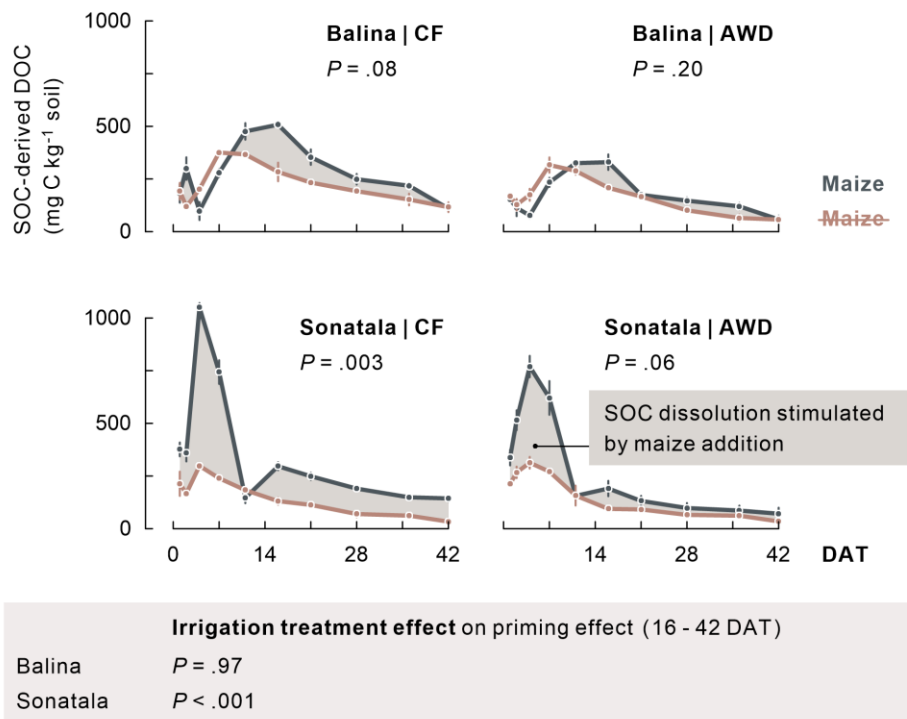 SOC-derived DOC
(mg C kg⁻¹ soil)
1000
500
0
Balina | CF
P = .08
Balina | AWD
P = .20
Maize
Maize
1000
500
0
Sonatala | CF
P = .003
Sonatala | AWD
P = .06
SOC dissolution stimulated
by maize addition
0 14 28 42 14 28 42 DAT
Irrigation treatment effect on priming effect (16 - 42 DAT)
Balina P = .97
Sonatala P < .001